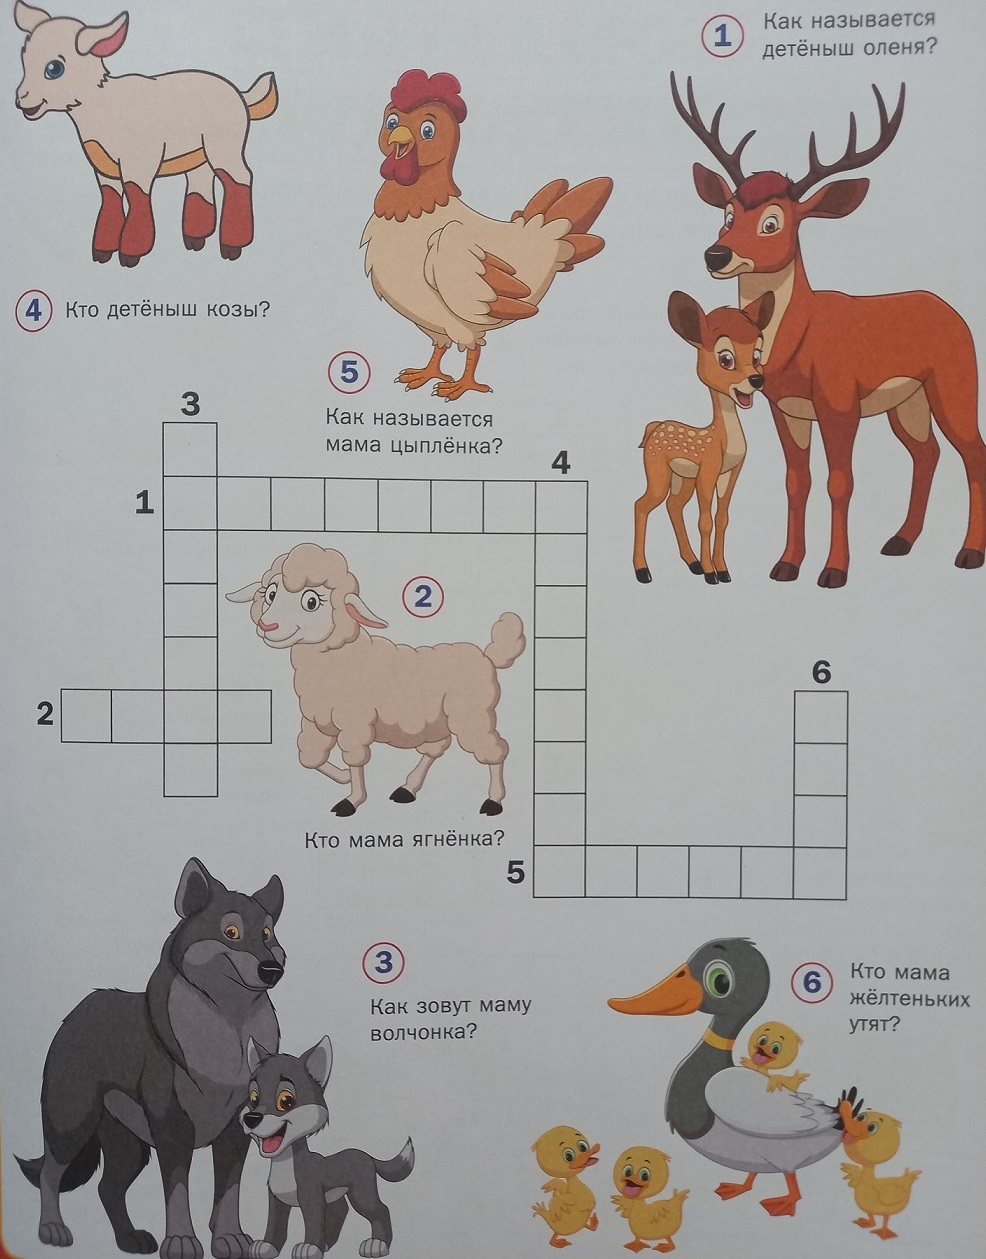 1
Как называется
детёныш оленя?
4
Кто детёныш козы?
5
Как называется
мама цыплёнка?
3
4
1
2
6
2
Кто мама ягнёнка?
5
3
Как зовут маму
волчонка?
6
Кто мама
жёлтеньких
утят?